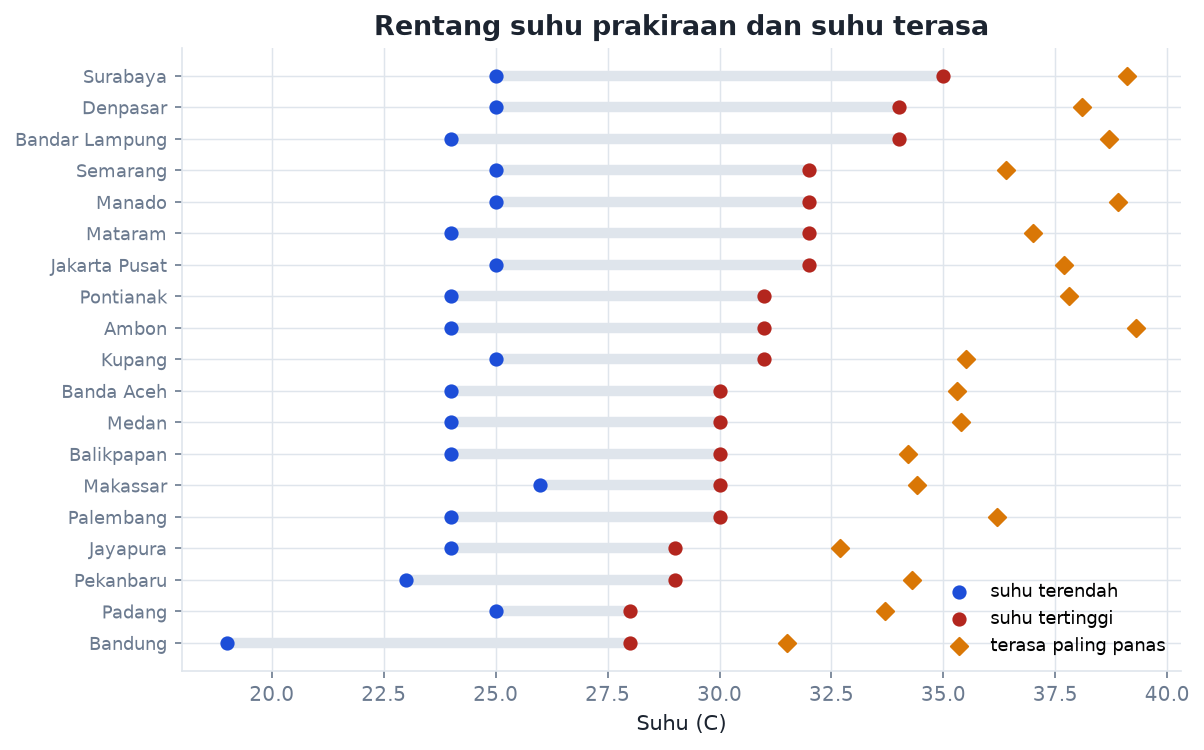 Rentang suhu prakiraan dan suhu terasa
Surabaya
Denpasar
Bandar Lampung
Semarang
Manado
Mataram
Jakarta Pusat
Pontianak
Ambon
Kupang
Banda Aceh
Medan
Balikpapan
Makassar
Palembang
Jayapura
Pekanbaru
Padang
Bandung
suhu terendah
suhu tertinggi
terasa paling panas
20.0 22.5 25.0 27.5 30.0 32.5 35.0 37.5 40.0
Suhu (C)